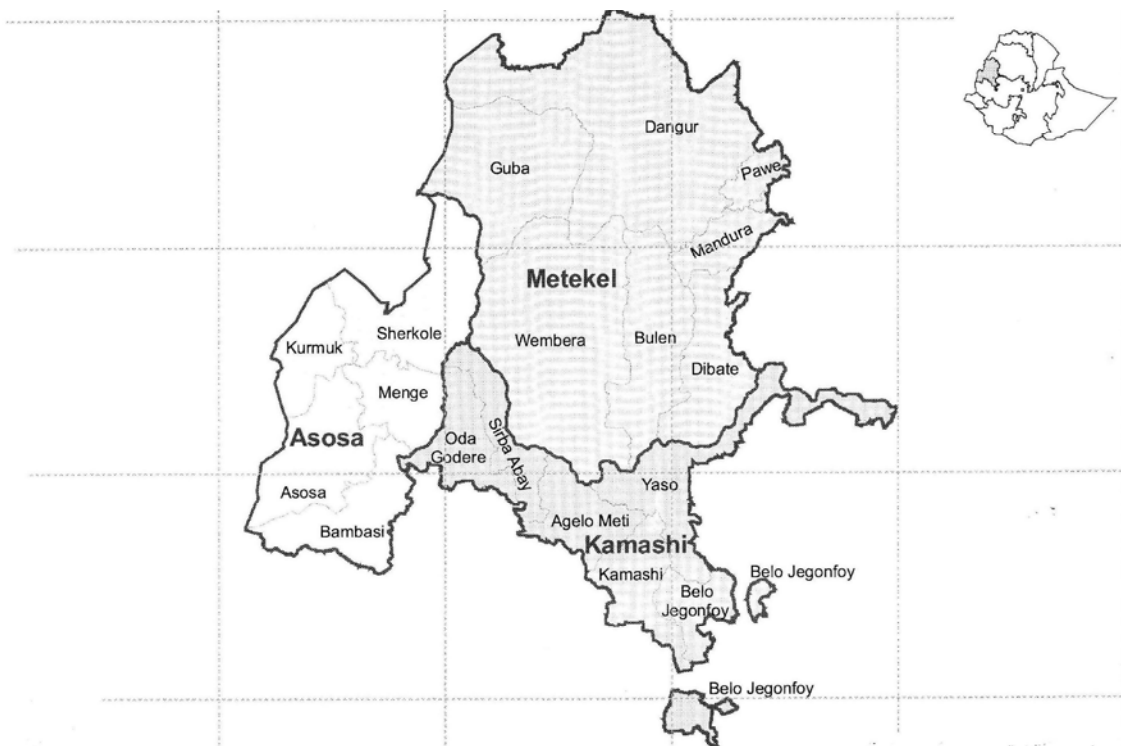 Dangur
Pawe
Guba
Mandura
Metekel
Sherkole
Kurmuk
Wembera
Bulen
Dibate
Menge
Asosa
Oda
Godere
Sirba Abay
Yaso
Asosa
Agelo Meti
Bambasi
Kamashi
Kamashi
Belo Jegonfoy
Belo
Jegonfoy
Belo Jegonfoy